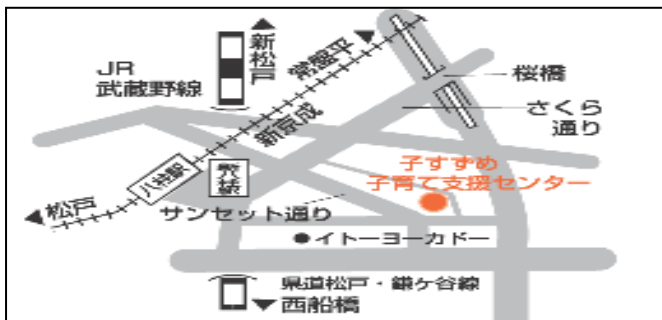 新松戸
常盤平
JR
武蔵野線
新京成
桜橋
さくら
通り
八柱駅
子すずめ
子育て支援センター
松戸
サンセット通り
イトーヨーカドー
県道松戸・鎌ケ谷線
西船橋